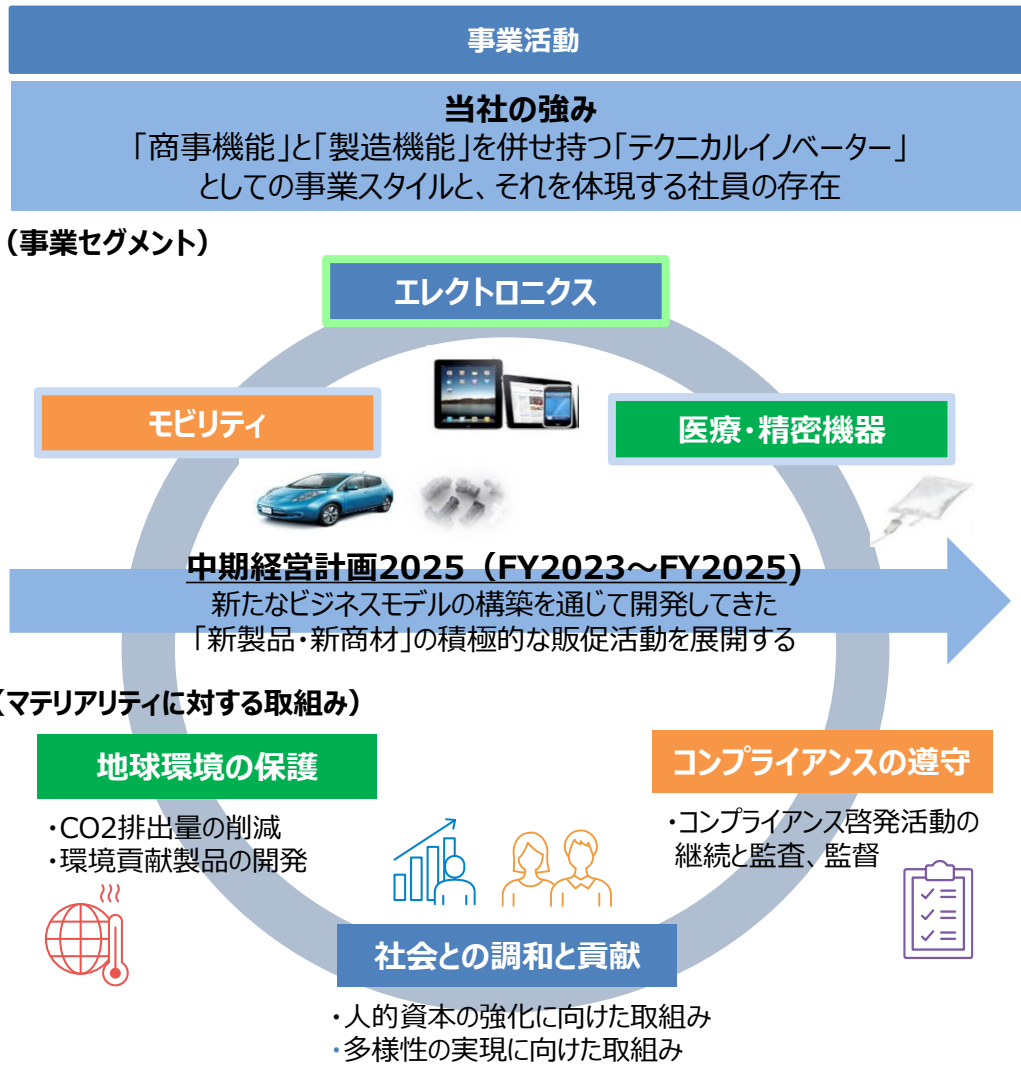 事業活動
当社の強み
「商事機能」と「製造機能」を併せ持つ「テクニカルイノベーター」
としての事業スタイルと、それを体現する社員の存在
（事業セグメント）
エレクトロニクス
モビリティ
医療・精密機器
中期経営計画2025（FY2023～FY2025)
新たなビジネスモデルの構築を通じて開発してきた
「新製品・新商材」の積極的な販促活動を展開する
（マテリアリティに対する取組み）
地球環境の保護
コンプライアンスの遵守
・CO2排出量の削減
・環境貢献製品の開発
・コンプライアンス啓発活動の
継続と監査、監督
社会との調和と貢献
・人的資本の強化に向けた取組み
・多様性の実現に向けた取組み